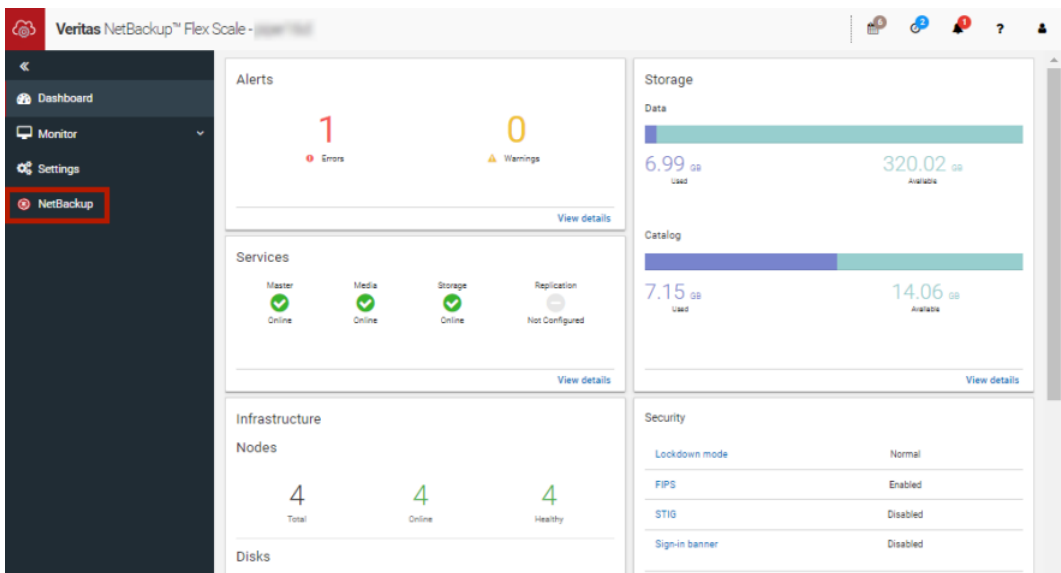 Veritas NetBackup™ Flex Scale -
6
2
1
?
«
Dashboard
Monitor
Settings
NetBackup
Alerts
1
Errors
0
Warnings
View details
Services
Master
Online
Media
Online
Storage
Online
Replication
Not Configured
View details
Infrastructure
Nodes
4
Total
4
Online
4
Healthy
Disks
Storage
Data
6.99 GB
Used
320.02 GB
Available
Catalog
7.15 GB
Used
14.06 GB
Available
View details
Security
Lockdown mode Normal
FIPS Enabled
STIG Disabled
Sign-in banner Disabled